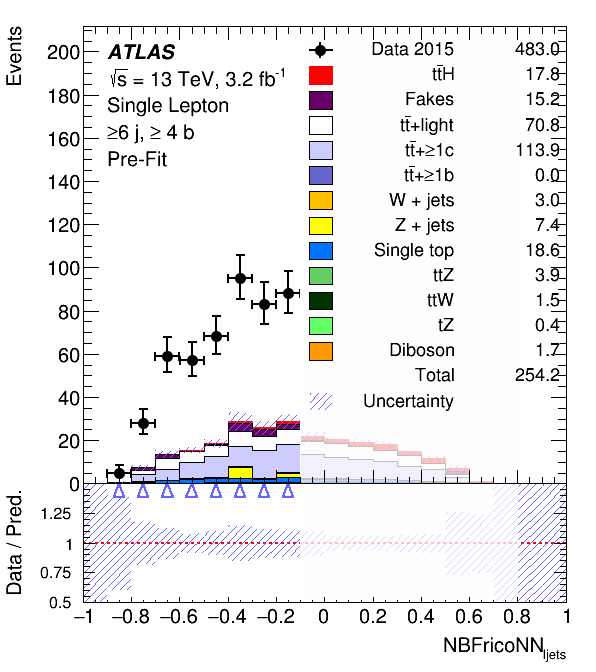 Events
200
180
160
140
120
100
80
60
40
20
0
ATLAS
√s = 13 TeV, 3.2 fb⁻¹
Single Lepton
≥6 j, ≥ 4 b
Pre-Fit
Data 2015 483.0
tt̄H 17.8
Fakes 15.2
tt̄+light 70.8
tt̄+≥1c 113.9
tt̄+≥1b 0.0
W + jets 3.0
Z + jets 7.4
Single top 18.6
ttZ 3.9
ttW 1.5
tZ 0.4
Diboson 1.7
Total 254.2
Uncertainty
Data / Pred.
1.25
1
0.75
0.5
−1 −0.8 −0.6 −0.4 −0.2 0 0.2 0.4 0.6 0.8 1
NBFricoNN ljets